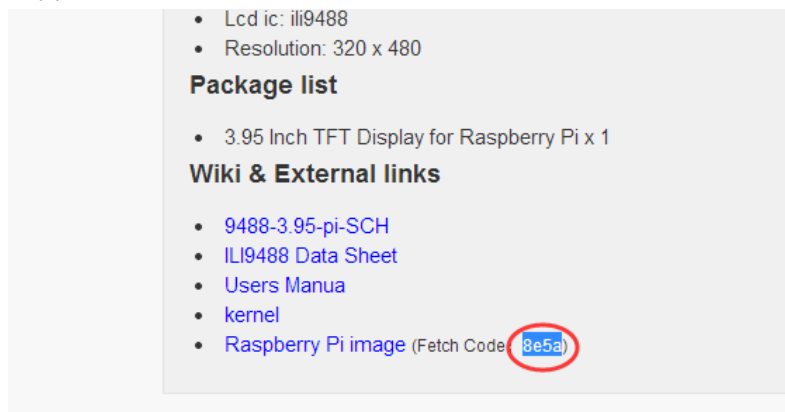 Lcd ic: ili9488
Resolution: 320 x 480
Package list
3.95 Inch TFT Display for Raspberry Pi x 1
Wiki & External links
9488-3.95-pi-SCH
ILI9488 Data Sheet
Users Manua
kernel
Raspberry Pi image (Fetch Code 8e5a)